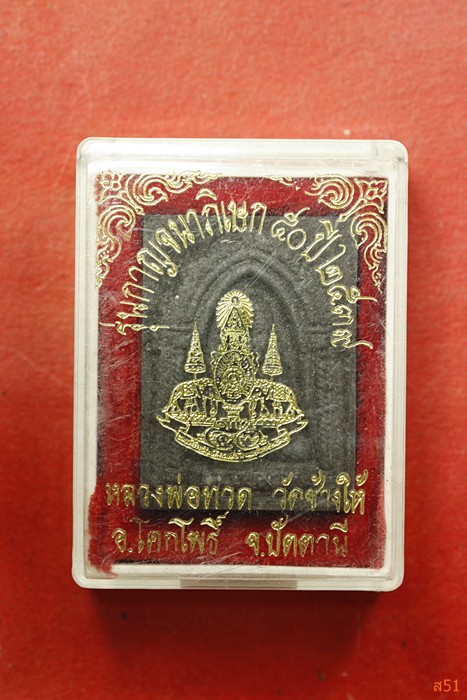 รุ่นกาญจนาภิเษก ๕๐ ปี ๒๕๓๙
หลวงพ่อทวด วัดช้างให้
อ.โคกโพธิ์ จ.ปัตตานี
ส51